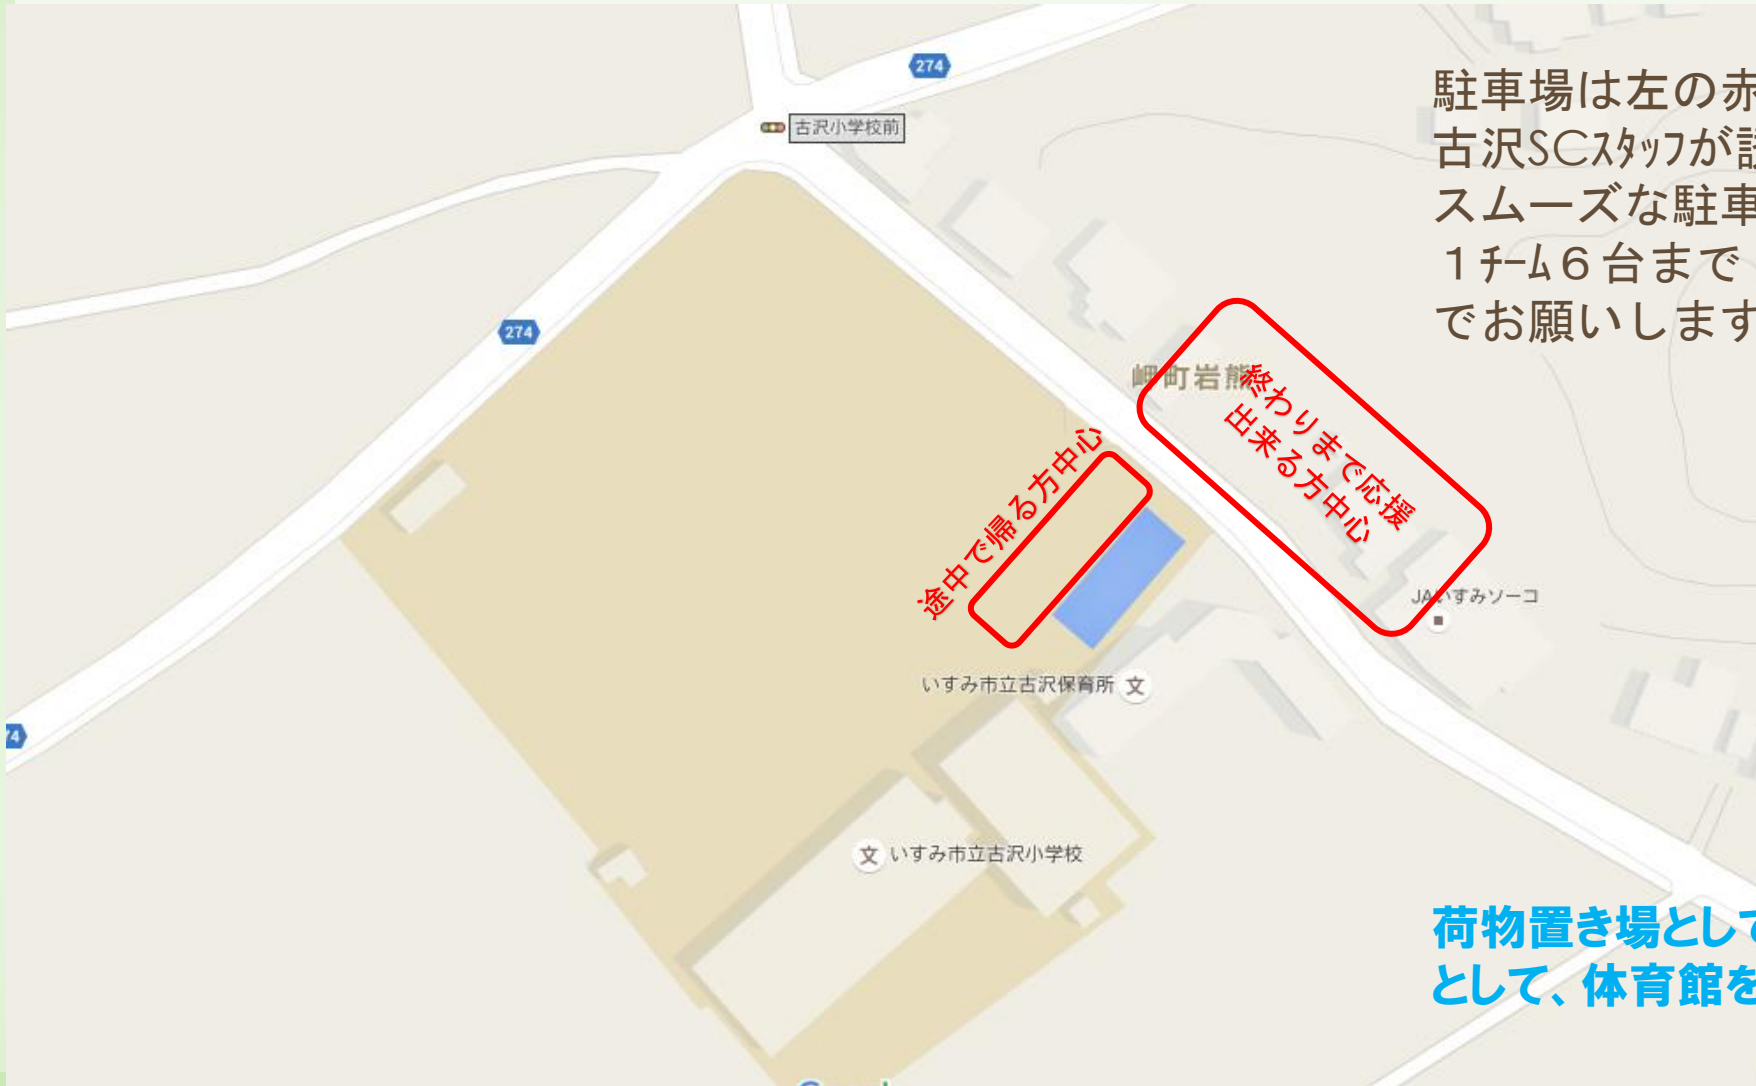 274
古沢小学校前
駐車場は左の赤
古沢SCスタッフが
スムーズな駐車
１チーム６台まで
でお願いします
274
岬町岩熊
終わりまで応援
出来る方中心
途中で帰る方中心
JAいすみソーコ
いすみ市立古沢保育所
文
74
文
いすみ市立古沢小学校
荷物置き場として
として、体育館を